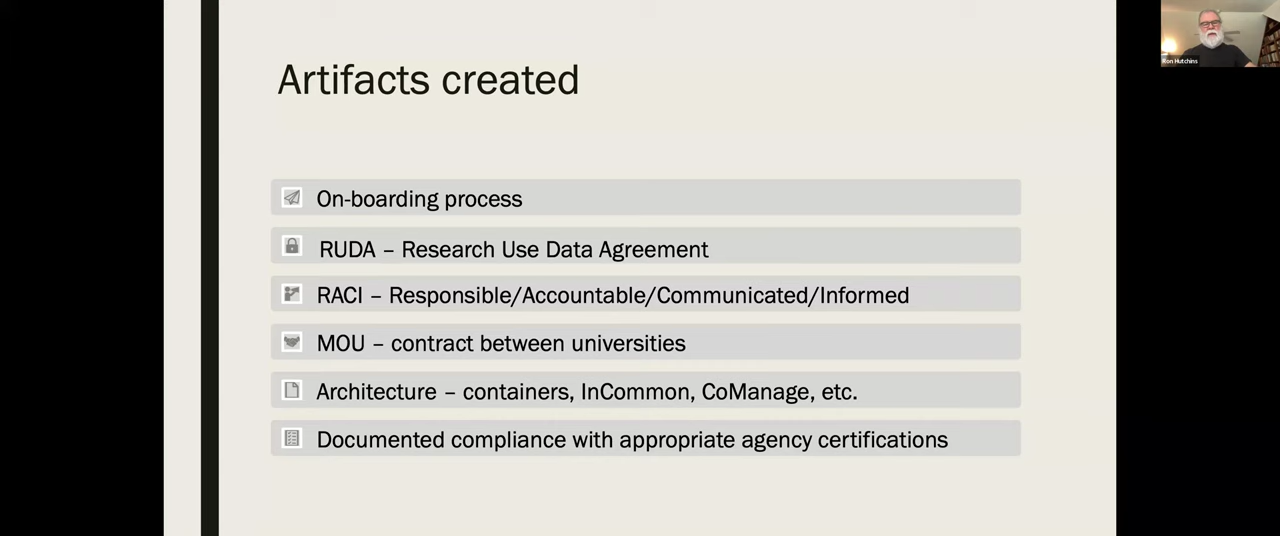 Artifacts created
On-boarding process
RUDA – Research Use Data Agreement
RACI – Responsible/Accountable/Communicated/Informed
MOU – contract between universities
Architecture – containers, InCommon, CoManage, etc.
Documented compliance with appropriate agency certifications
Ron Hutchins